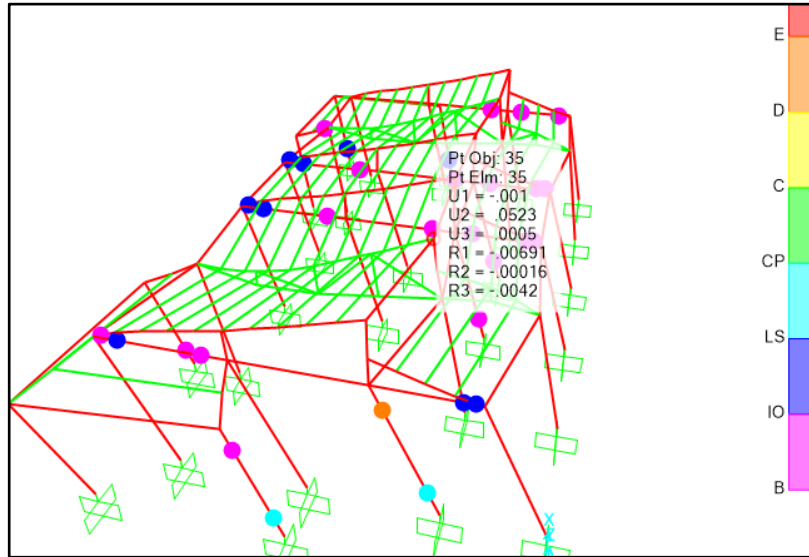 Pt Obj: 35
Pt Elm: 35
U1 = -.001
U2 = .0523
U3 = .0005
R1 = -.00691
R2 = -.00016
R3 = -.0042
E
D
C
CP
LS
IO
B